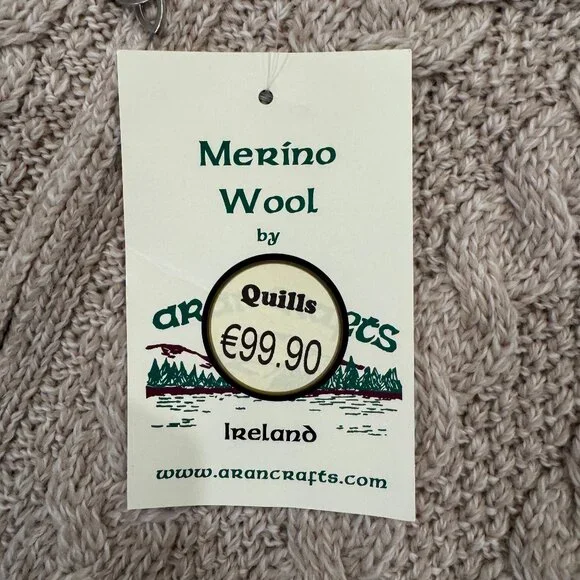 Merino
Wool
by
Quills
€99.90
Ireland
www.arancrafts.com